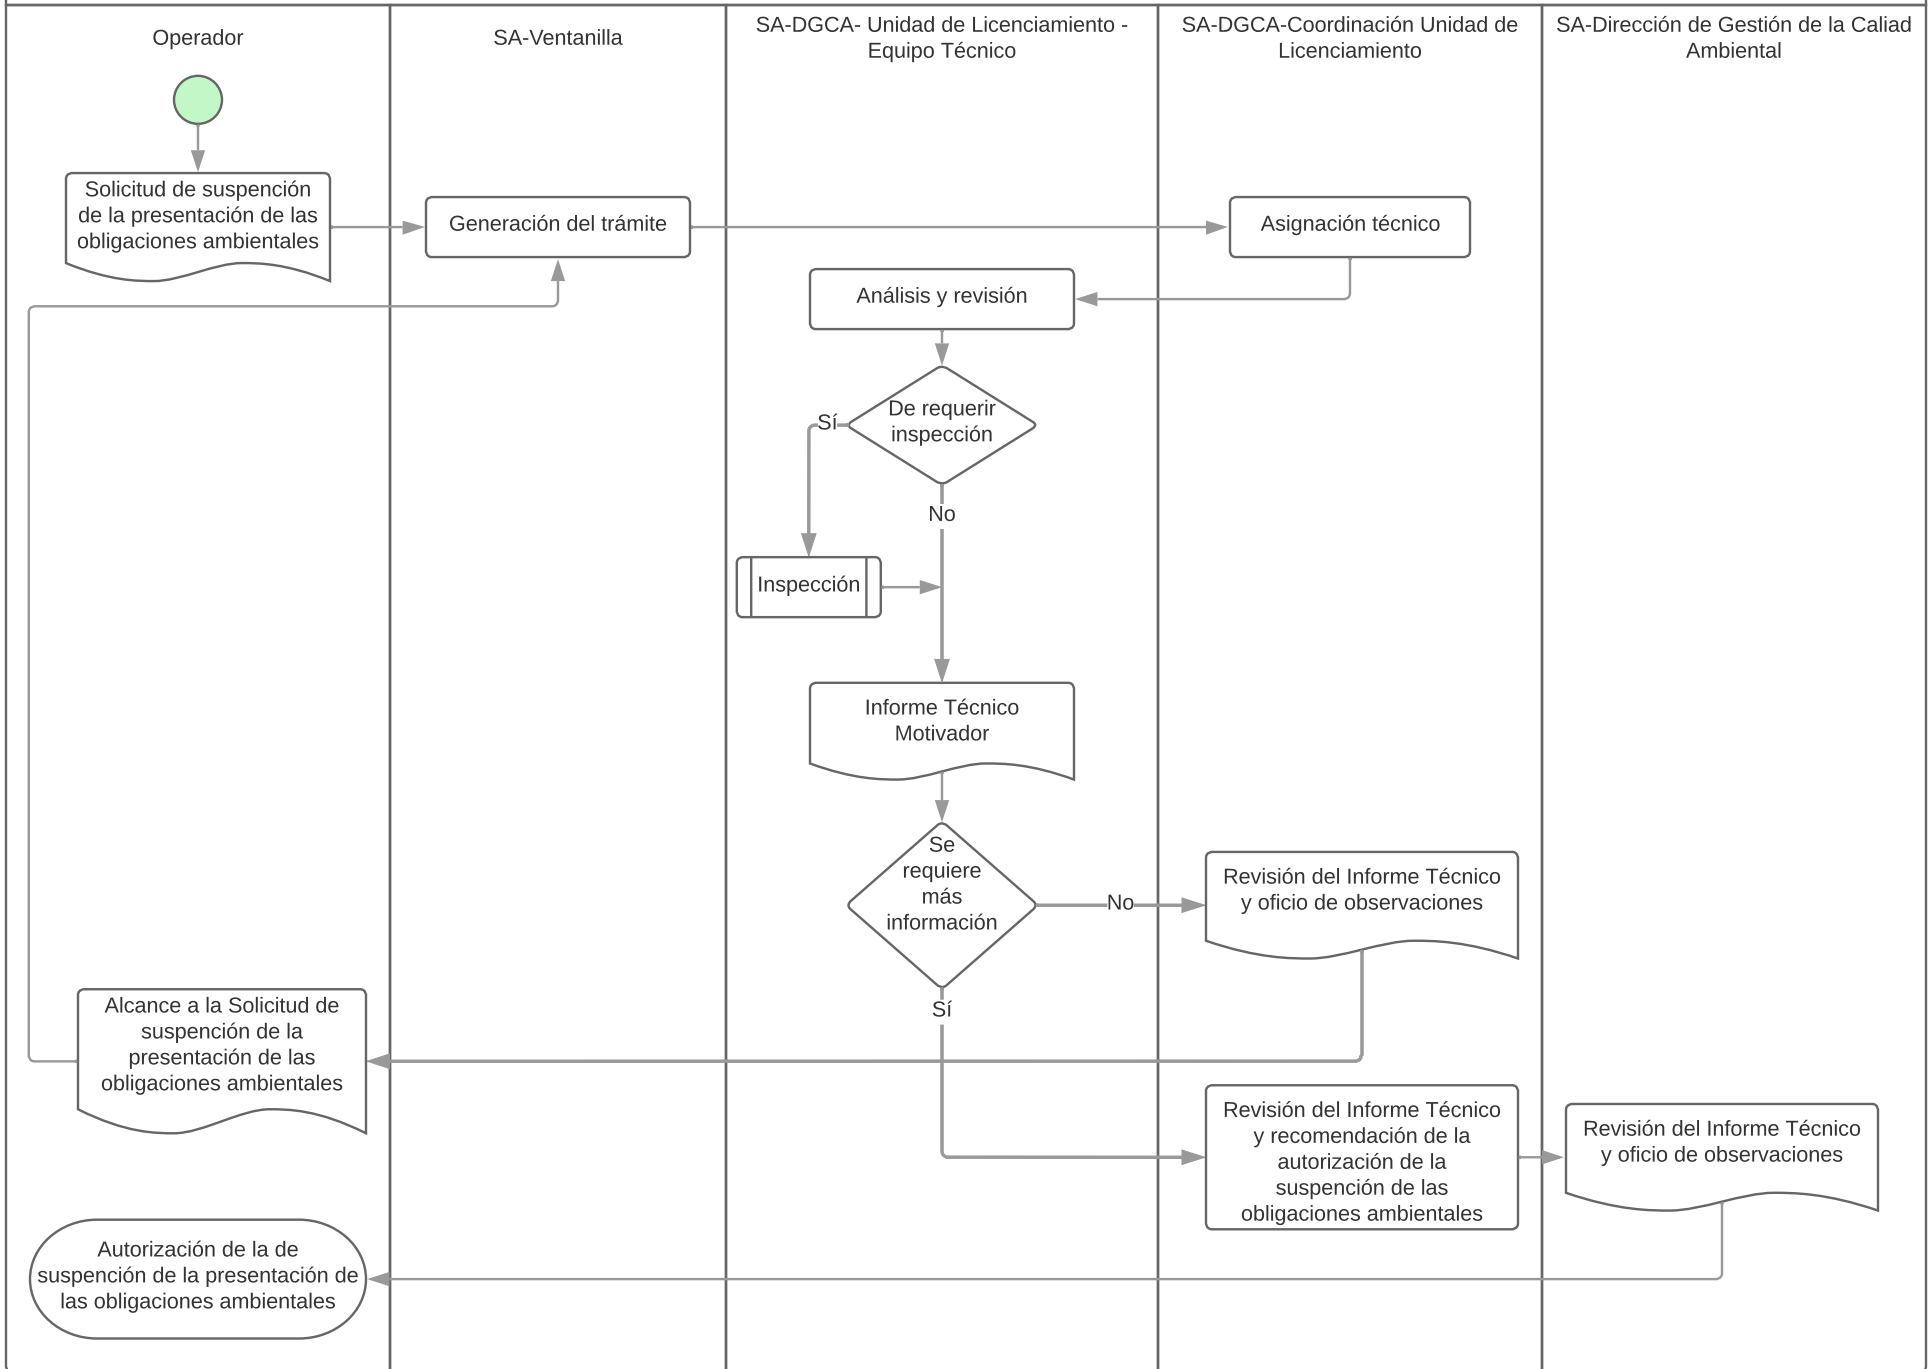 Operador
SA-Ventanilla
SA-DGCA- Unidad de Licenciamiento -
Equipo Técnico
SA-DGCA-Coordinación Unidad de
Licenciamiento
SA-Dirección de Gestión de la Caliad
Ambiental
Solicitud de suspención
de la presentación de las
obligaciones ambientales
Generación del trámite
Asignación técnico
Análisis y revisión
De requerir
inspección
Sí
No
Inspección
Informe Técnico
Motivador
Se
requiere
más
información
No
Sí
Revisión del Informe Técnico
y oficio de observaciones
Alcance a la Solicitud de
suspención de la
presentación de las
obligaciones ambientales
Revisión del Informe Técnico
y recomendación de la
autorización de la
suspención de las
obligaciones ambientales
Revisión del Informe Técnico
y oficio de observaciones
Autorización de la de
suspención de la presentación de
las obligaciones ambientales